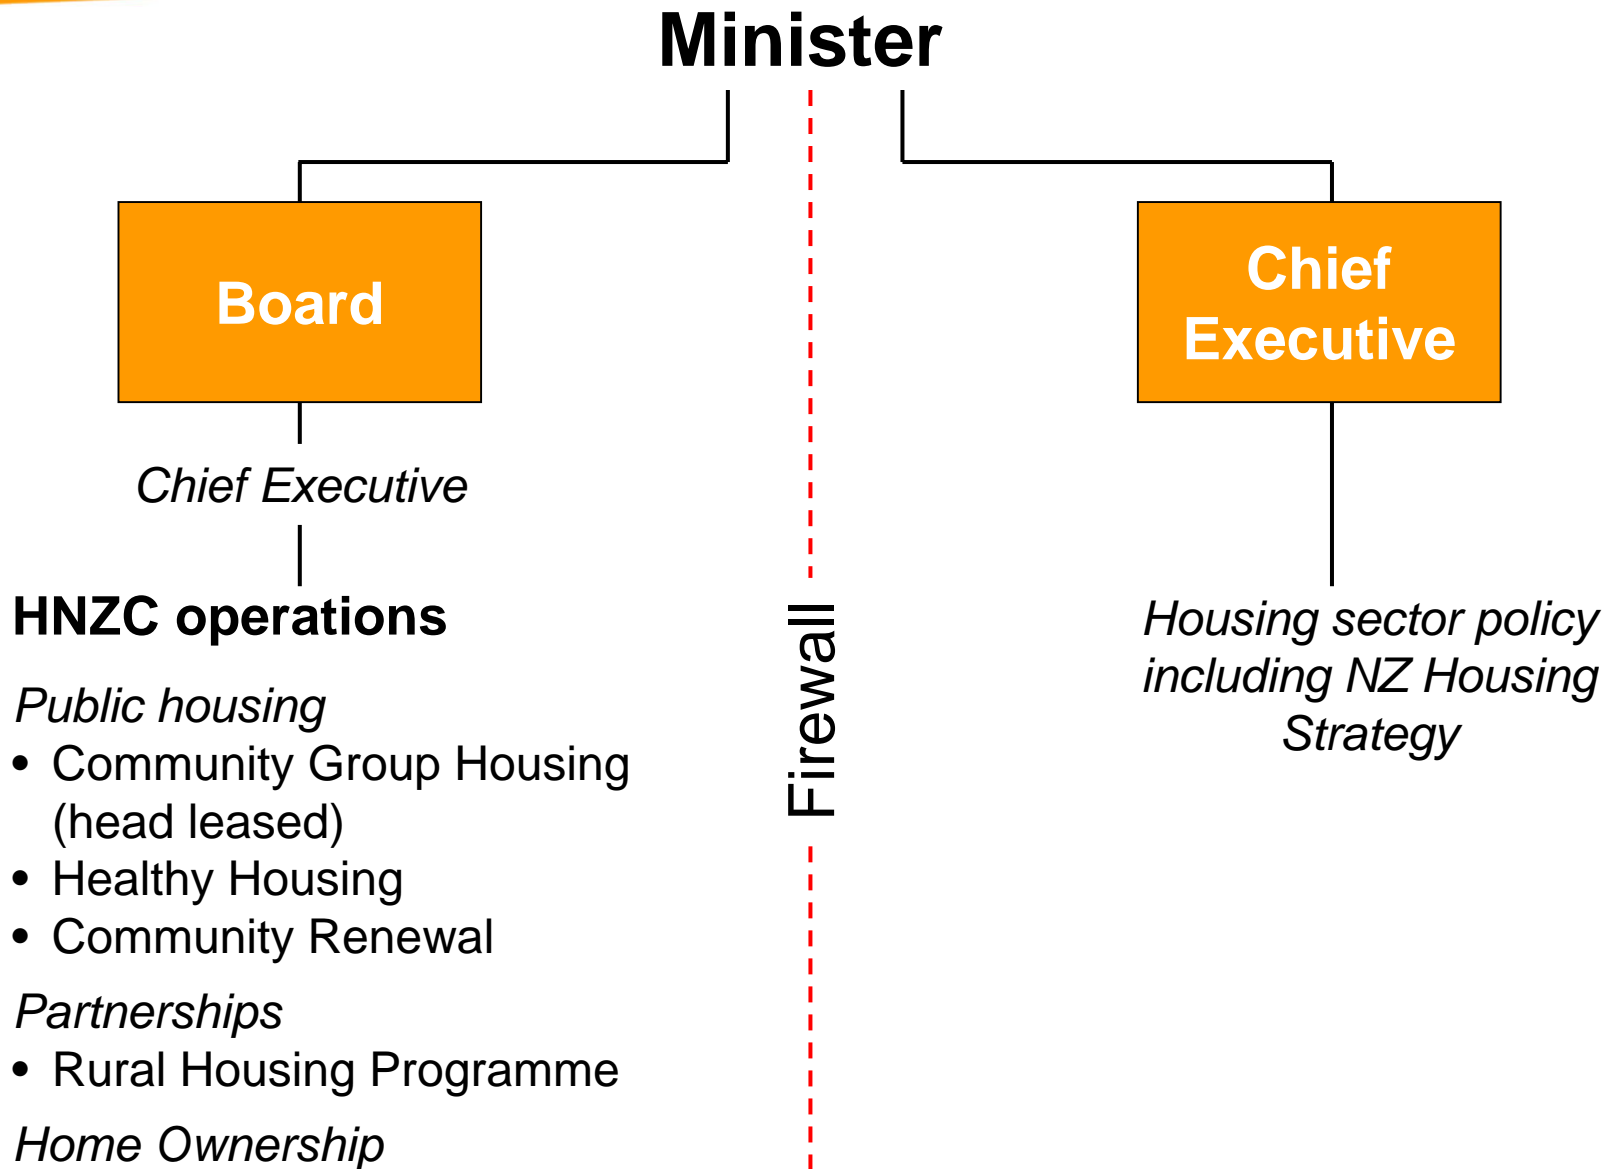 Minister
Board
Chief Executive
HNZC operations
Public housing
• Community Group Housing
(head leased)
• Healthy Housing
• Community Renewal
Partnerships
• Rural Housing Programme
Home Ownership
Firewall
Chief
Executive
Housing sector policy
including NZ Housing
Strategy